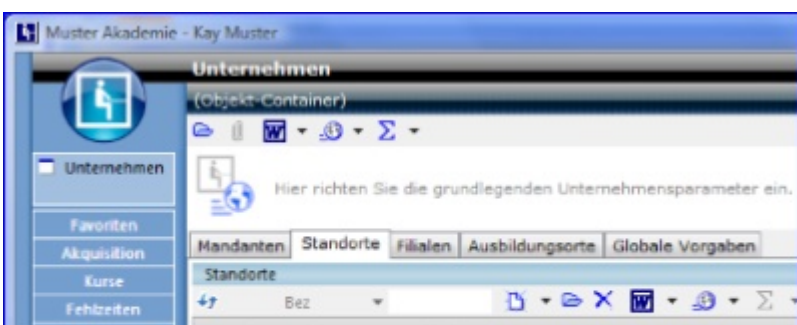 Muster Akademie - Kay Muster
Unternehmen
(Objekt-Container)
Unternehmen
Hier richten Sie die grundlegenden Unternehmensparameter ein.
Favoriten
Akquisition
Kurse
Fehlzeiten
Mandanten Standorte Filialen Ausbildungsorte Globale Vorgaben
Standorte
Bez